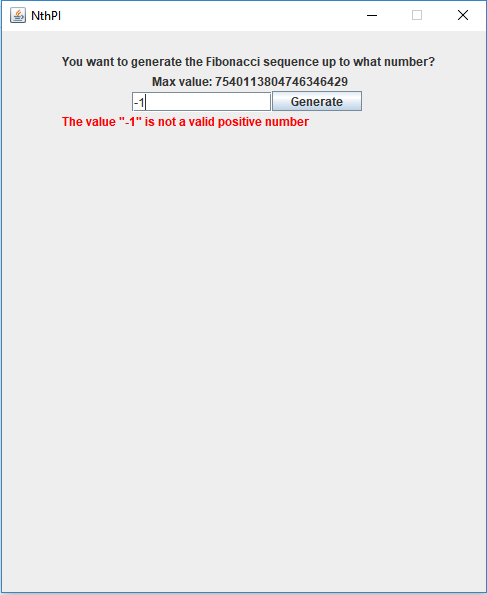 NthPI
You want to generate the Fibonacci sequence up to what number?
Max value: 7540113804746346429
-1
Generate
The value "-1" is not a valid positive number